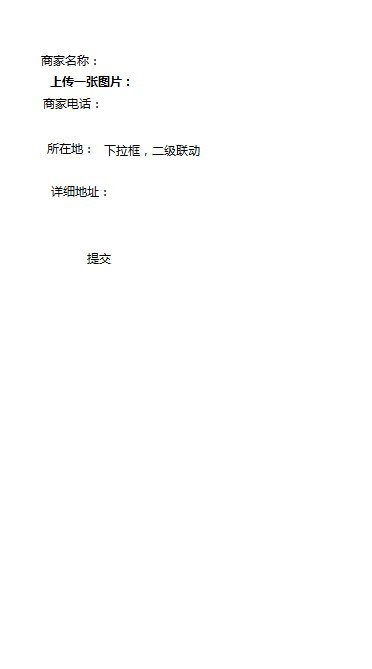 商家名称：
上传一张图片：
商家电话：
所在地： 下拉框，二级联动
详细地址：
提交